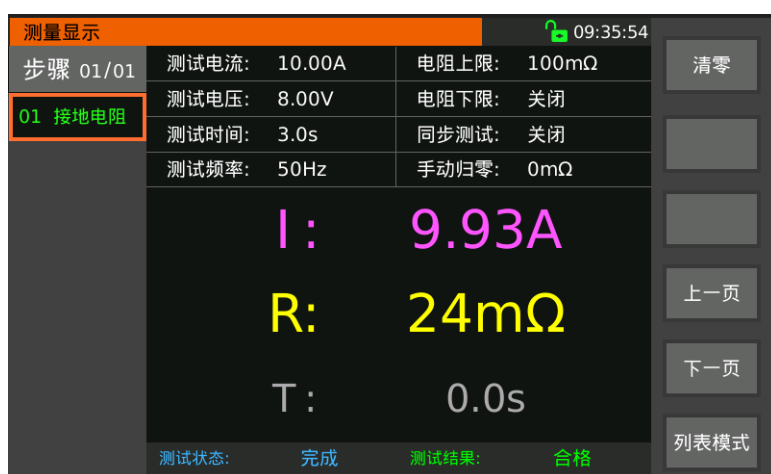 测量显示 09:35:54
步骤 01/01
01 接地电阻
测试电流: 10.00A 电阻上限: 100mΩ
测试电压: 8.00V 电阻下限: 关闭
测试时间: 3.0s 同步测试: 关闭
测试频率: 50Hz 手动归零: 0mΩ
I: 9.93A
R: 24mΩ
T: 0.0s
测试状态: 完成 测试结果: 合格
清零
上一页
下一页
列表模式